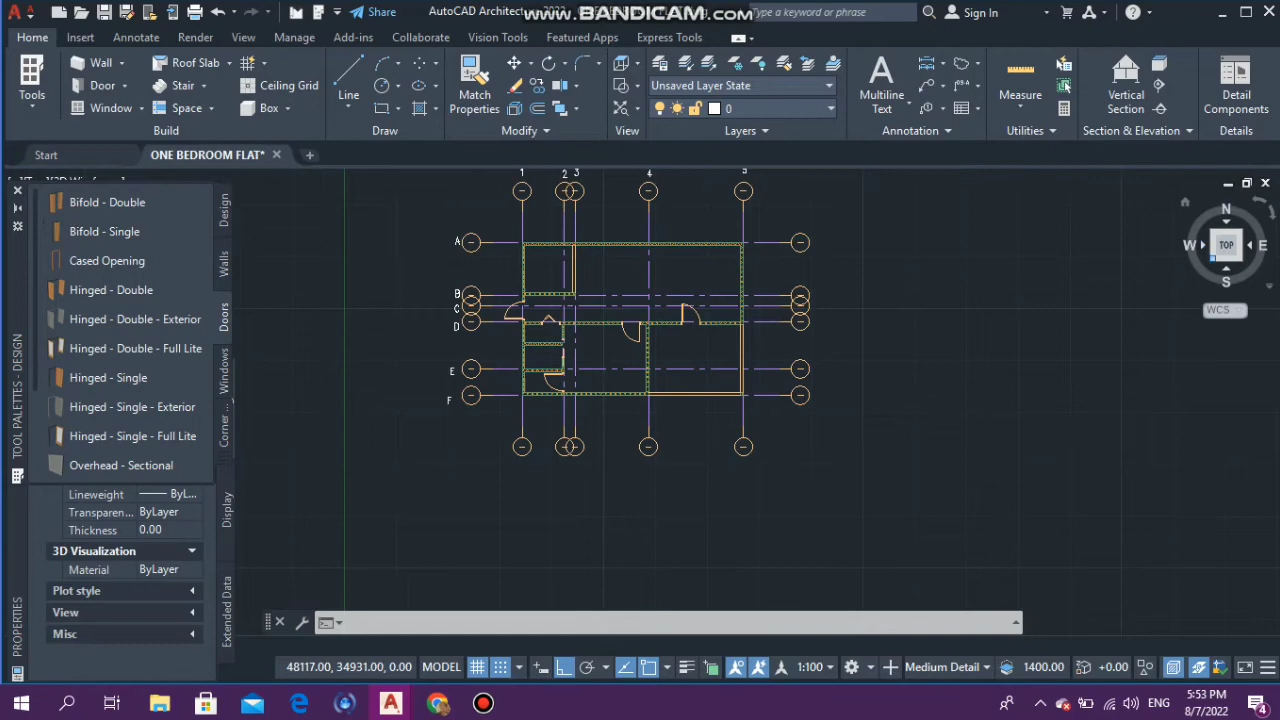 Share
AutoCAD Architect
www.BANDICAM.com
Type a keyword or phrase
Sign In
Home Insert Annotate Render View Manage Add-ins Collaborate Vision Tools Featured Apps Express Tools
Tools
Wall
Door
Window
Roof Slab
Stair
Space
Ceiling Grid
Box
Line
Match Properties
Unsaved Layer State
0
Multiline Text
Measure
Vertical Section
Detail Components
Build Draw Modify View Layers Annotation Utilities Section & Elevation Details
Start
ONE BEDROOM FLAT*
1 2 3 4 5
A
B
C
D
E
F
N
W TOP E
S
WCS
TOOL PALETTES - DESIGN
Bifold - Double
Bifold - Single
Cased Opening
Hinged - Double
Hinged - Double - Exterior
Hinged - Double - Full Lite
Hinged - Single
Hinged - Single - Exterior
Hinged - Single - Full Lite
Overhead - Sectional
Design
Walls
Doors
Windows
Corner ...
Display
Extended Data
PROPERTIES
Lineweight ByL...
Transparen... ByLayer
Thickness 0.00
3D Visualization
Material ByLayer
Plot style
View
Misc
48117.00, 34931.00, 0.00 MODEL 1:100 Medium Detail 1400.00 +0.00
ENG
5:53 PM
8/7/2022
4